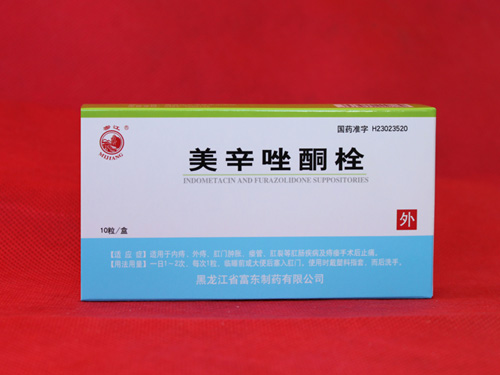 国药准字 H23023520
MIJIANG
美辛唑酮栓
INDOMETACIN AND FURAZOLIDONE SUPPOSITORIES
10粒/盒
外
【适应症】适用于内痔、外痔、肛门肿胀、瘘管、肛裂等肛肠疾病及痔瘘手术后止痛。
【用法用量】一日1~2次，每次1粒，临睡前或大便后塞入肛门，使用时戴塑料指套，用后洗手。
黑龙江省富东制药有限公司